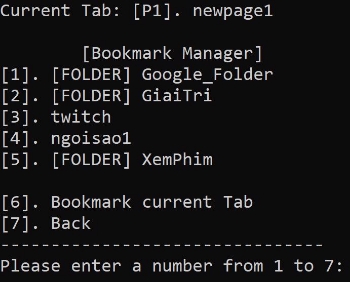 Current Tab: [P1]. newpage1
[Bookmark Manager]
[1]. [FOLDER] Google_Folder
[2]. [FOLDER] GiaiTri
[3]. twitch
[4]. ngoisao1
[5]. [FOLDER] XemPhim
[6]. Bookmark current Tab
[7]. Back
--------------------------------
Please enter a number from 1 to 7: